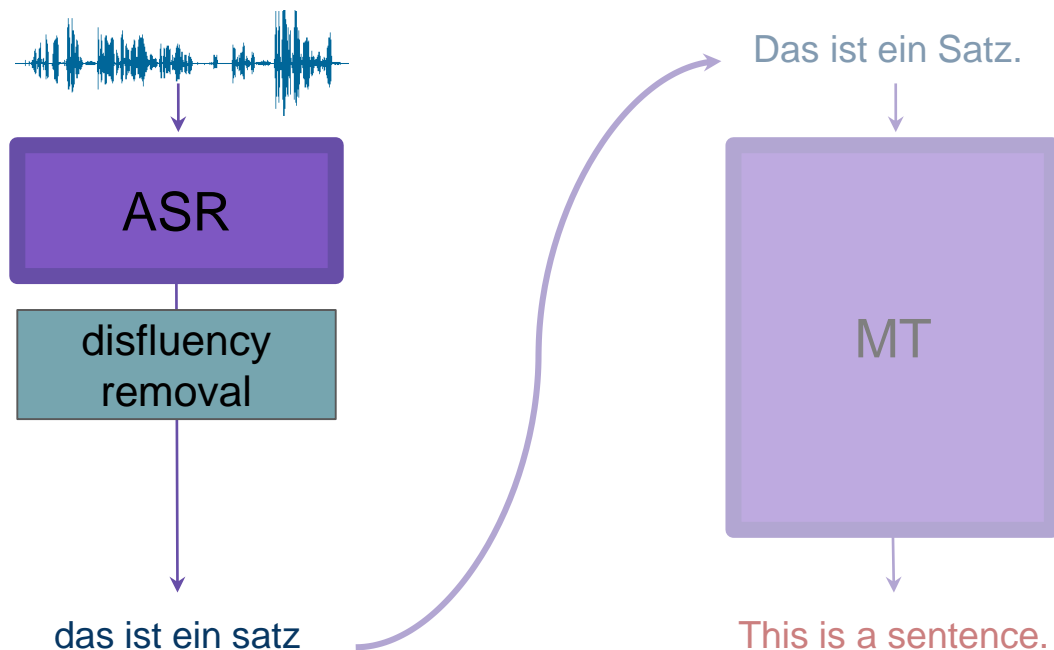 ASR
disfluency
removal
das ist ein satz
Das ist ein Satz.
MT
This is a sentence.